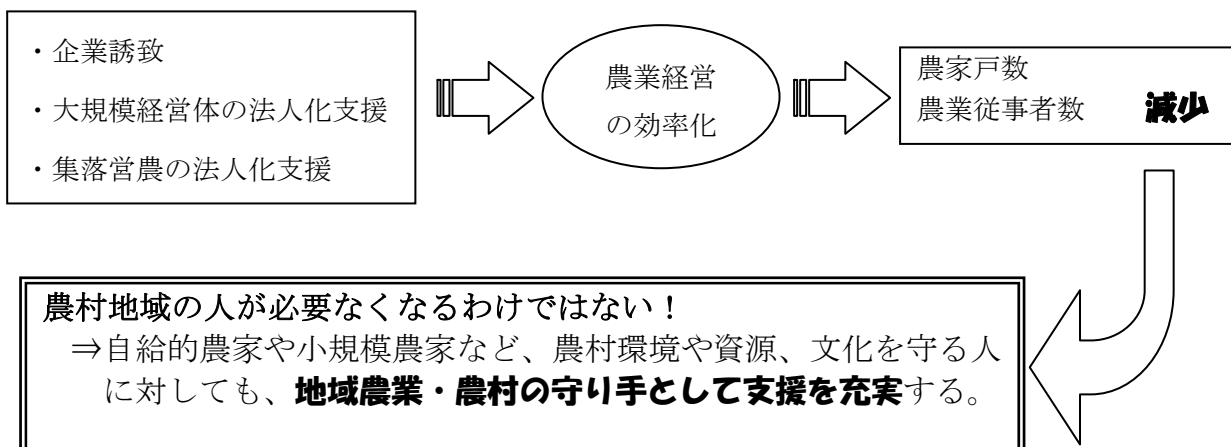 ・企業誘致
・大規模経営体の法人化支援
・集落営農の法人化支援
農業経営
の効率化
農家戸数
農業従事者数　減少
農村地域の人が必要なくなるわけではない！
⇒自給的農家や小規模農家など、農村環境や資源、文化を守る人
に対しても、地域農業・農村の守り手として支援を充実する。